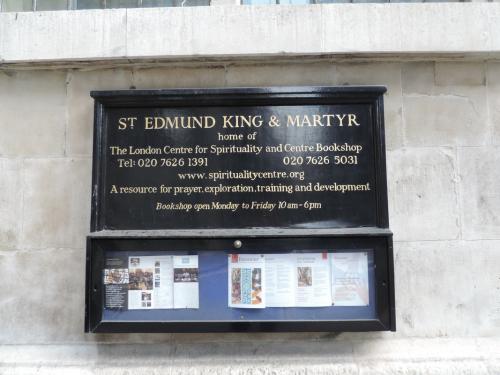 ST EDMUND KING & MARTYR
home of
The London Centre for Spirituality and Centre Bookshop
Tel: 020 7626 1391 020 7626 5031
www.spiritualitycentre.org
A resource for prayer, exploration, training and development
Bookshop open Monday to Friday 10am-6pm